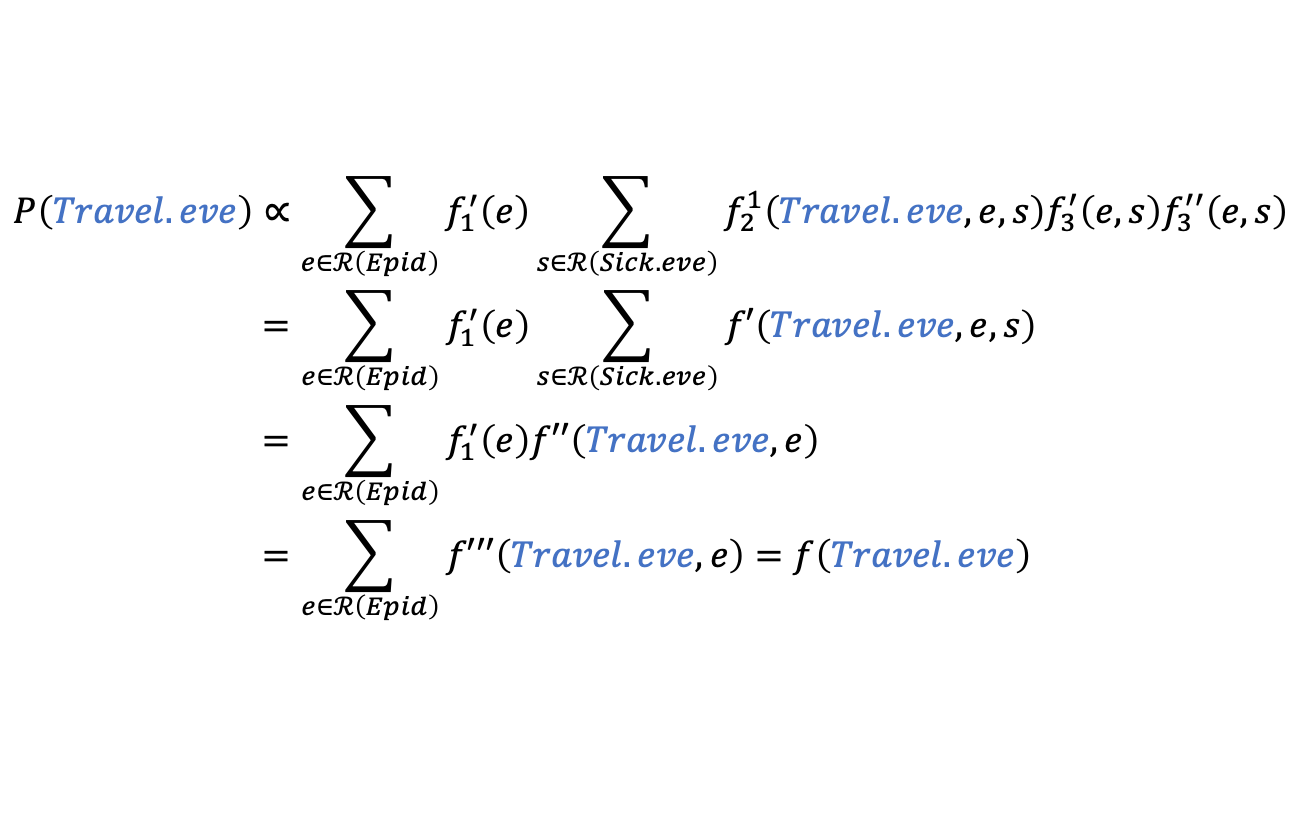 P(Travel.eve) ∝ ∑ e∈ℛ(Epid) f₁′(e) ∑ s∈ℛ(Sick.eve) f₂¹(Travel.eve, e, s)f₃′(e, s)f₃″(e, s)
= ∑ e∈ℛ(Epid) f₁′(e) ∑ s∈ℛ(Sick.eve) f′(Travel.eve, e, s)
= ∑ e∈ℛ(Epid) f₁′(e)f″(Travel.eve, e)
= ∑ e∈ℛ(Epid) f‴(Travel.eve, e) = f(Travel.eve)